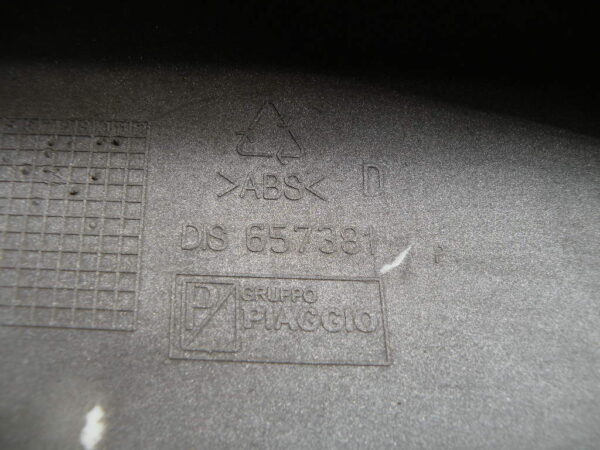 >ABS< D
DIS 657381
P GRUPPO
PIAGGIO